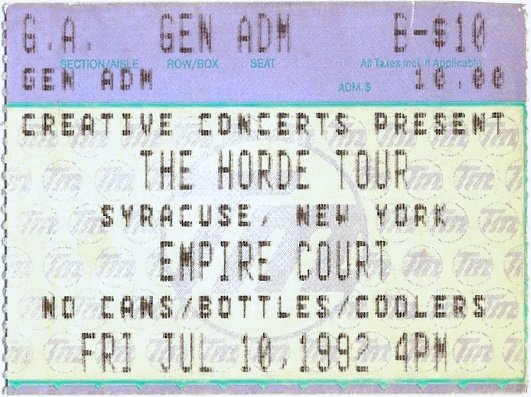 G.A. GEN ADM B-$10
SECTION/AISLE ROW/BOX SEAT All Taxes Incl. If Applicable
GEN ADM ADM.$ 10.00
CREATIVE CONCERTS PRESENT
THE HORDE TOUR
SYRACUSE, NEW YORK
EMPIRE COURT
NO CANS/BOTTLES/COOLERS
FRI JUL 10,1992 4PM